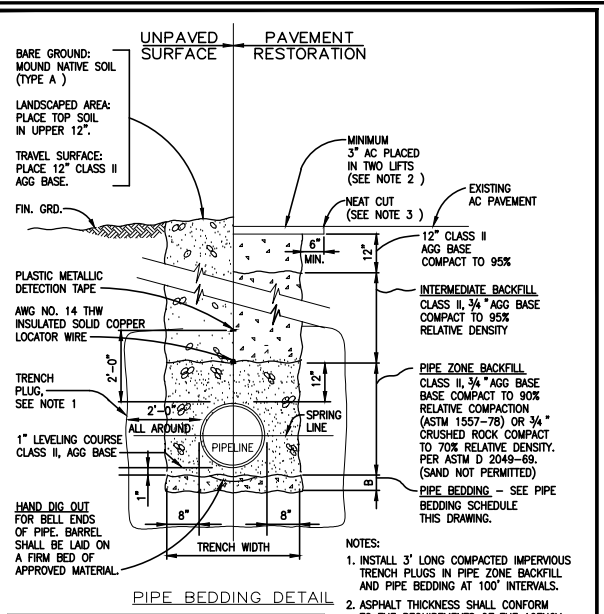 UNPAVED
SURFACE
PAVEMENT
RESTORATION
BARE GROUND:
MOUND NATIVE SOIL
(TYPE A )
LANDSCAPED AREA:
PLACE TOP SOIL
IN UPPER 12".
TRAVEL SURFACE:
PLACE 12" CLASS II
AGG BASE.
FIN. GRD.
MINIMUM
3" AC PLACED
IN TWO LIFTS
(SEE NOTE 2 )
NEAT CUT
(SEE NOTE 3 )
EXISTING
AC PAVEMENT
6"
MIN.
12"
12" CLASS II
AGG BASE
COMPACT TO 95%
PLASTIC METALLIC
DETECTION TAPE
AWG NO. 14 THW
INSULATED SOLID COPPER
LOCATOR WIRE
INTERMEDIATE BACKFILL
CLASS II, 3/4 " AGG BASE
COMPACT TO 95%
RELATIVE DENSITY
2'-0"
12"
TRENCH
PLUG,
SEE NOTE 1
2'-0"
ALL AROUND
SPRING
LINE
PIPELINE
PIPE ZONE BACKFILL
CLASS II, 3/4 " AGG BASE
BASE COMPACT TO 90%
RELATIVE COMPACTION
(ASTM 1557-78) OR 3/4 "
CRUSHED ROCK COMPACT
TO 70% RELATIVE DENSITY.
PER ASTM D 2049-69.
(SAND NOT PERMITTED)
1" LEVELING COURSE
CLASS II, AGG BASE
1"
B
PIPE BEDDING - SEE PIPE
BEDDING SCHEDULE
THIS DRAWING.
HAND DIG OUT
FOR BELL ENDS
OF PIPE. BARREL
SHALL BE LAID ON
A FIRM BED OF
APPROVED MATERIAL.
8"
8"
TRENCH WIDTH
PIPE BEDDING DETAIL
NOTES:
1. INSTALL 3' LONG COMPACTED IMPERVIOUS
TRENCH PLUGS IN PIPE ZONE BACKFILL
AND PIPE BEDDING AT 100' INTERVALS.
2. ASPHALT THICKNESS SHALL CONFORM